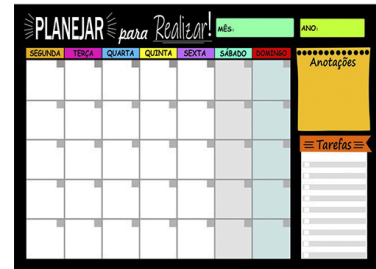 PLANEJAR para Realizar!
MÊS:
ANO:
SEGUNDA TERÇA QUARTA QUINTA SEXTA SÁBADO DOMINGO
Anotações
Tarefas